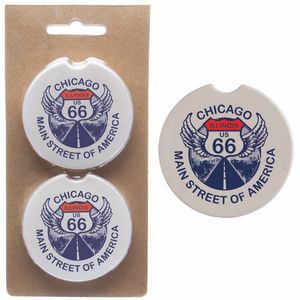 CHICAGO
ILLINOIS
US
66
MAIN STREET OF AMERICA
CHICAGO
ILLINOIS
US
66
MAIN STREET OF AMERICA
CHICAGO
ILLINOIS
US
66
MAIN STREET OF AMERICA